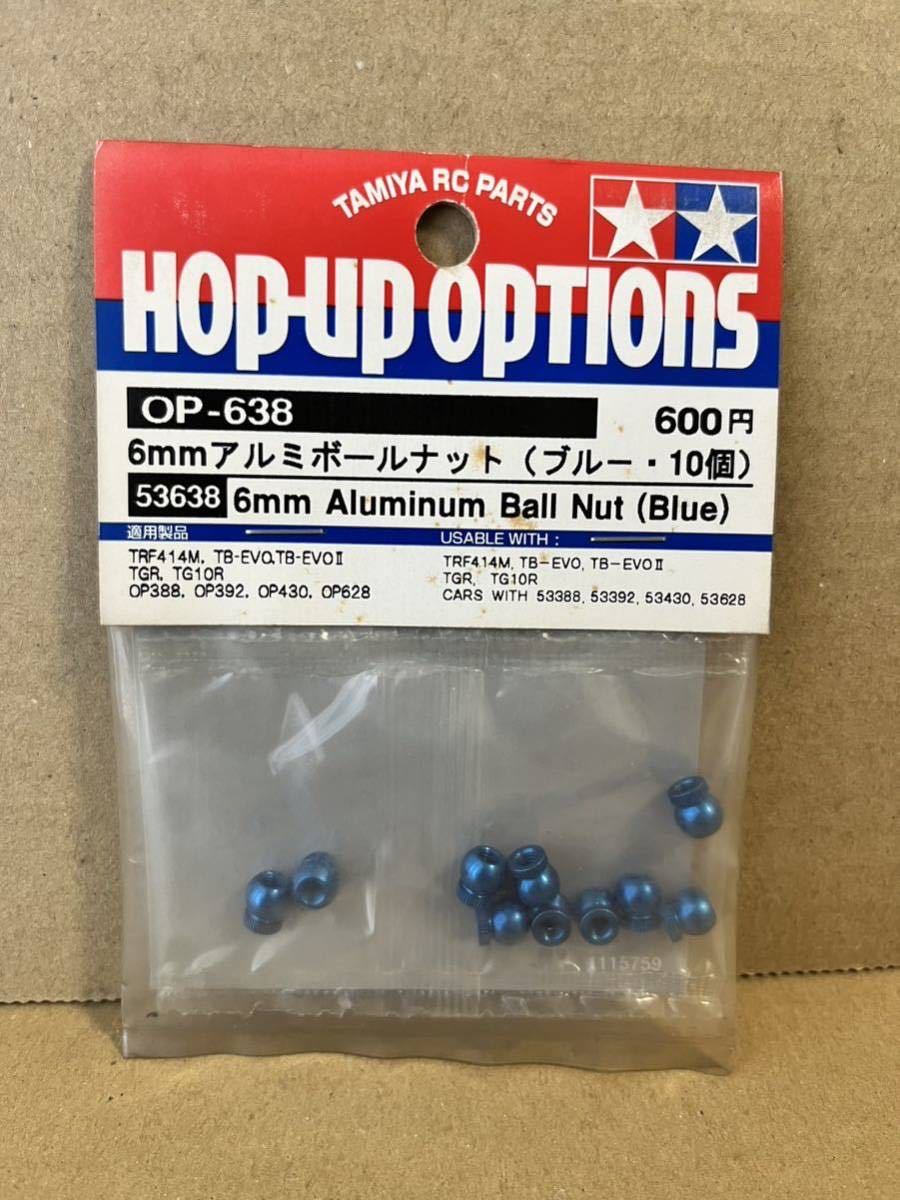 TAMIYA RC PARTS
HOP-UP OPTIONS
OP-638 600円
6mmアルミボールナット（ブルー・10個）
53638 6mm Aluminum Ball Nut (Blue)
適用製品
TRF414M, TB-EVO,TB-EVOⅡ
TGR, TG10R
OP388, OP392, OP430, OP628
USABLE WITH :
TRF414M, TB-EVO, TB-EVOⅡ
TGR, TG10R
CARS WITH 53388, 53392, 53430, 53628
1115759